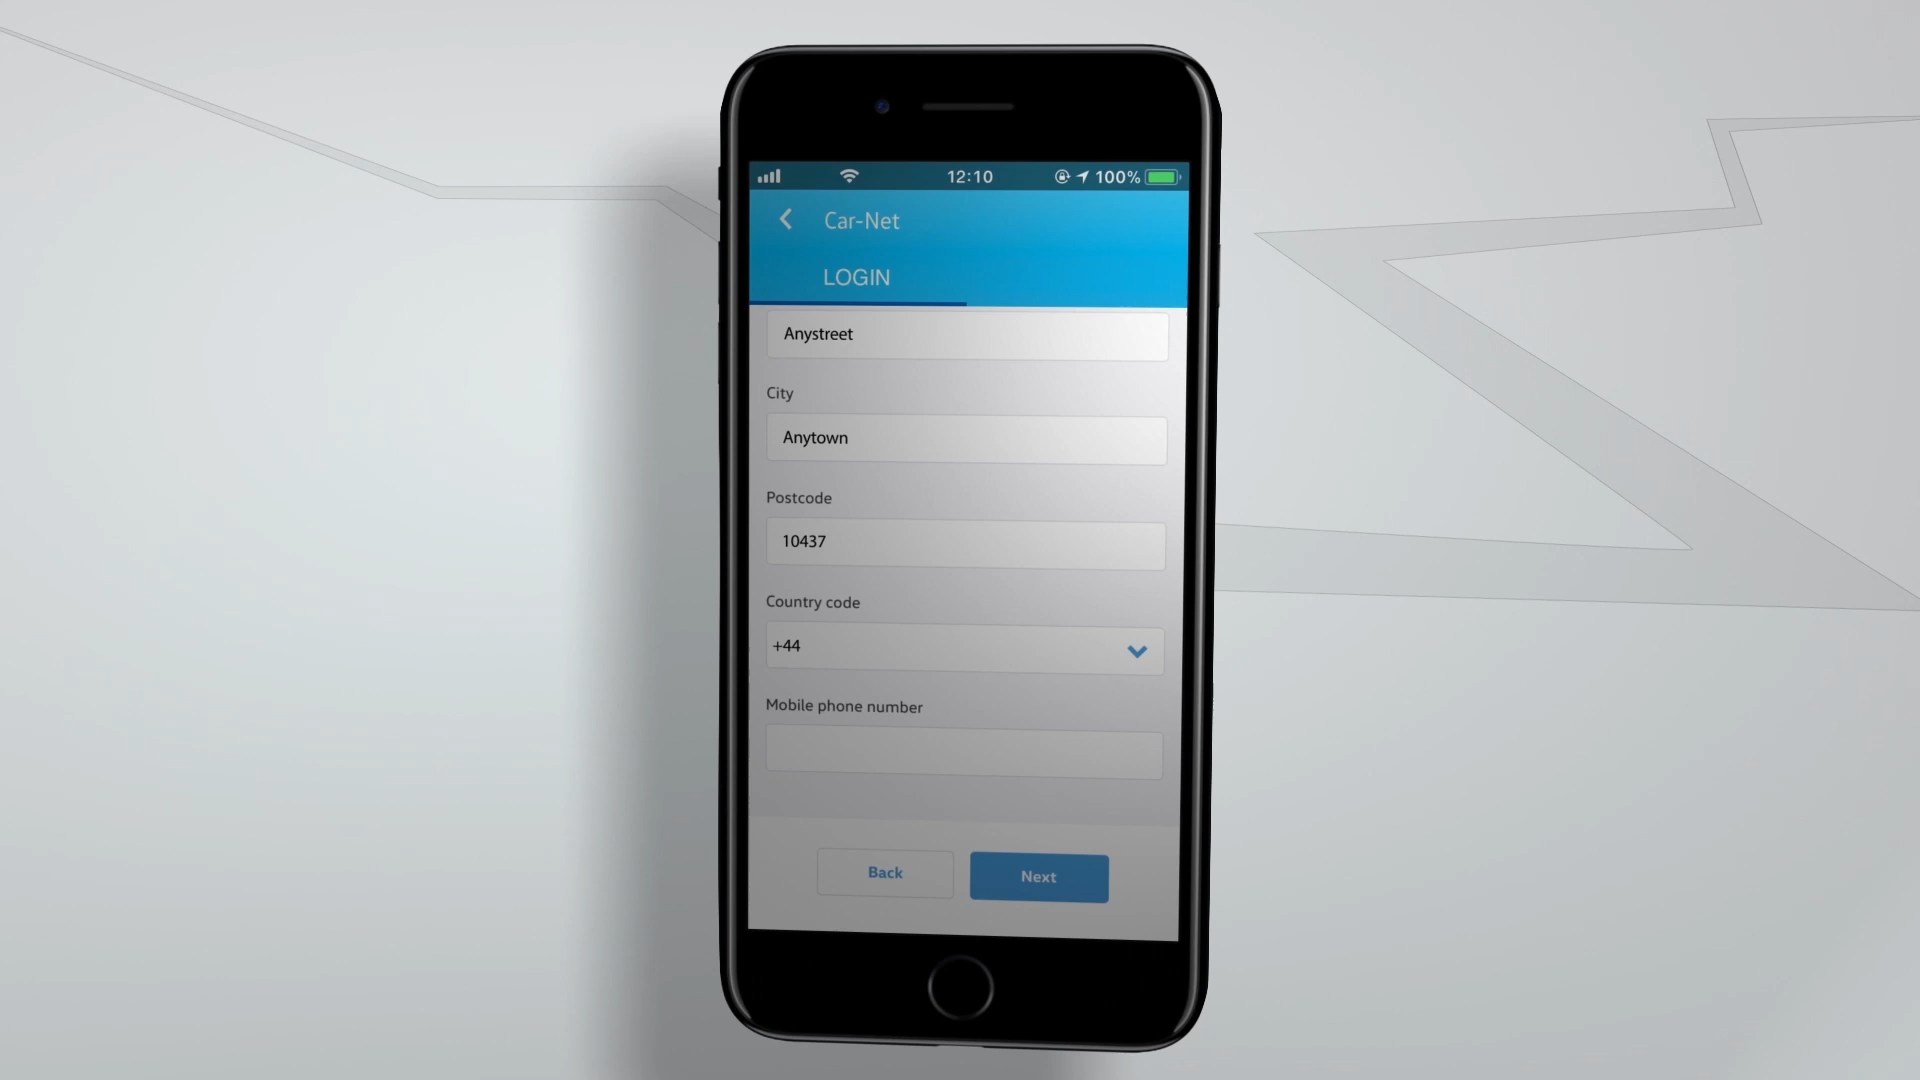 12:10
100%
Car-Net
LOGIN
Anystreet
City
Anytown
Postcode
10437
Country code
+44
Mobile phone number
Back
Next